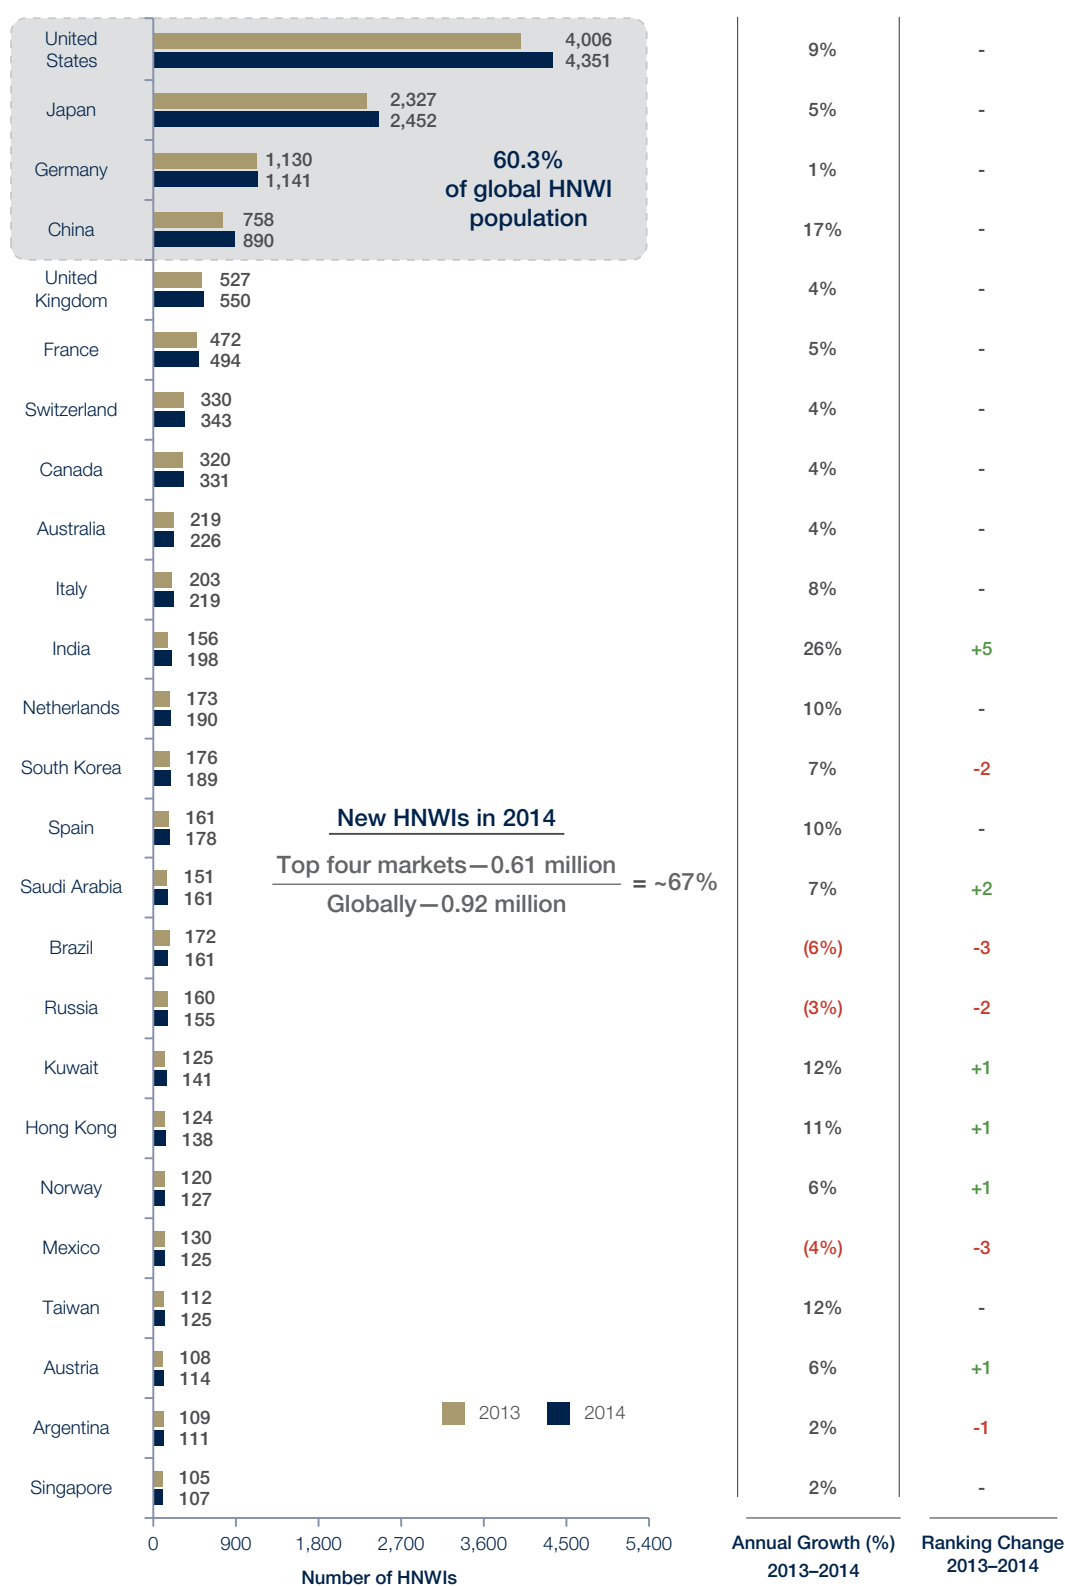 United
States
4,006
4,351
9%
-
Japan
2,327
2,452
5%
-
Germany
1,130
1,141
1%
-
China
758
890
17%
-
60.3%
of global HNWI
population
United
Kingdom
527
550
4%
-
France
472
494
5%
-
Switzerland
330
343
4%
-
Canada
320
331
4%
-
Australia
219
226
4%
-
Italy
203
219
8%
-
India
156
198
26%
+5
Netherlands
173
190
10%
-
South Korea
176
189
7%
-2
Spain
161
178
10%
-
Saudi Arabia
151
161
7%
+2
Brazil
172
161
(6%)
-3
Russia
160
155
(3%)
-2
Kuwait
125
141
12%
+1
Hong Kong
124
138
11%
+1
Norway
120
127
6%
+1
Mexico
130
125
(4%)
-3
Taiwan
112
125
12%
-
Austria
108
114
6%
+1
Argentina
109
111
2%
-1
Singapore
105
107
2%
-
New HNWIs in 2014
Top four markets—0.61 million
Globally—0.92 million
= ~67%
2013 2014
0 900 1,800 2,700 3,600 4,500 5,400
Number of HNWIs
Annual Growth (%)
2013–2014
Ranking Change
2013–2014